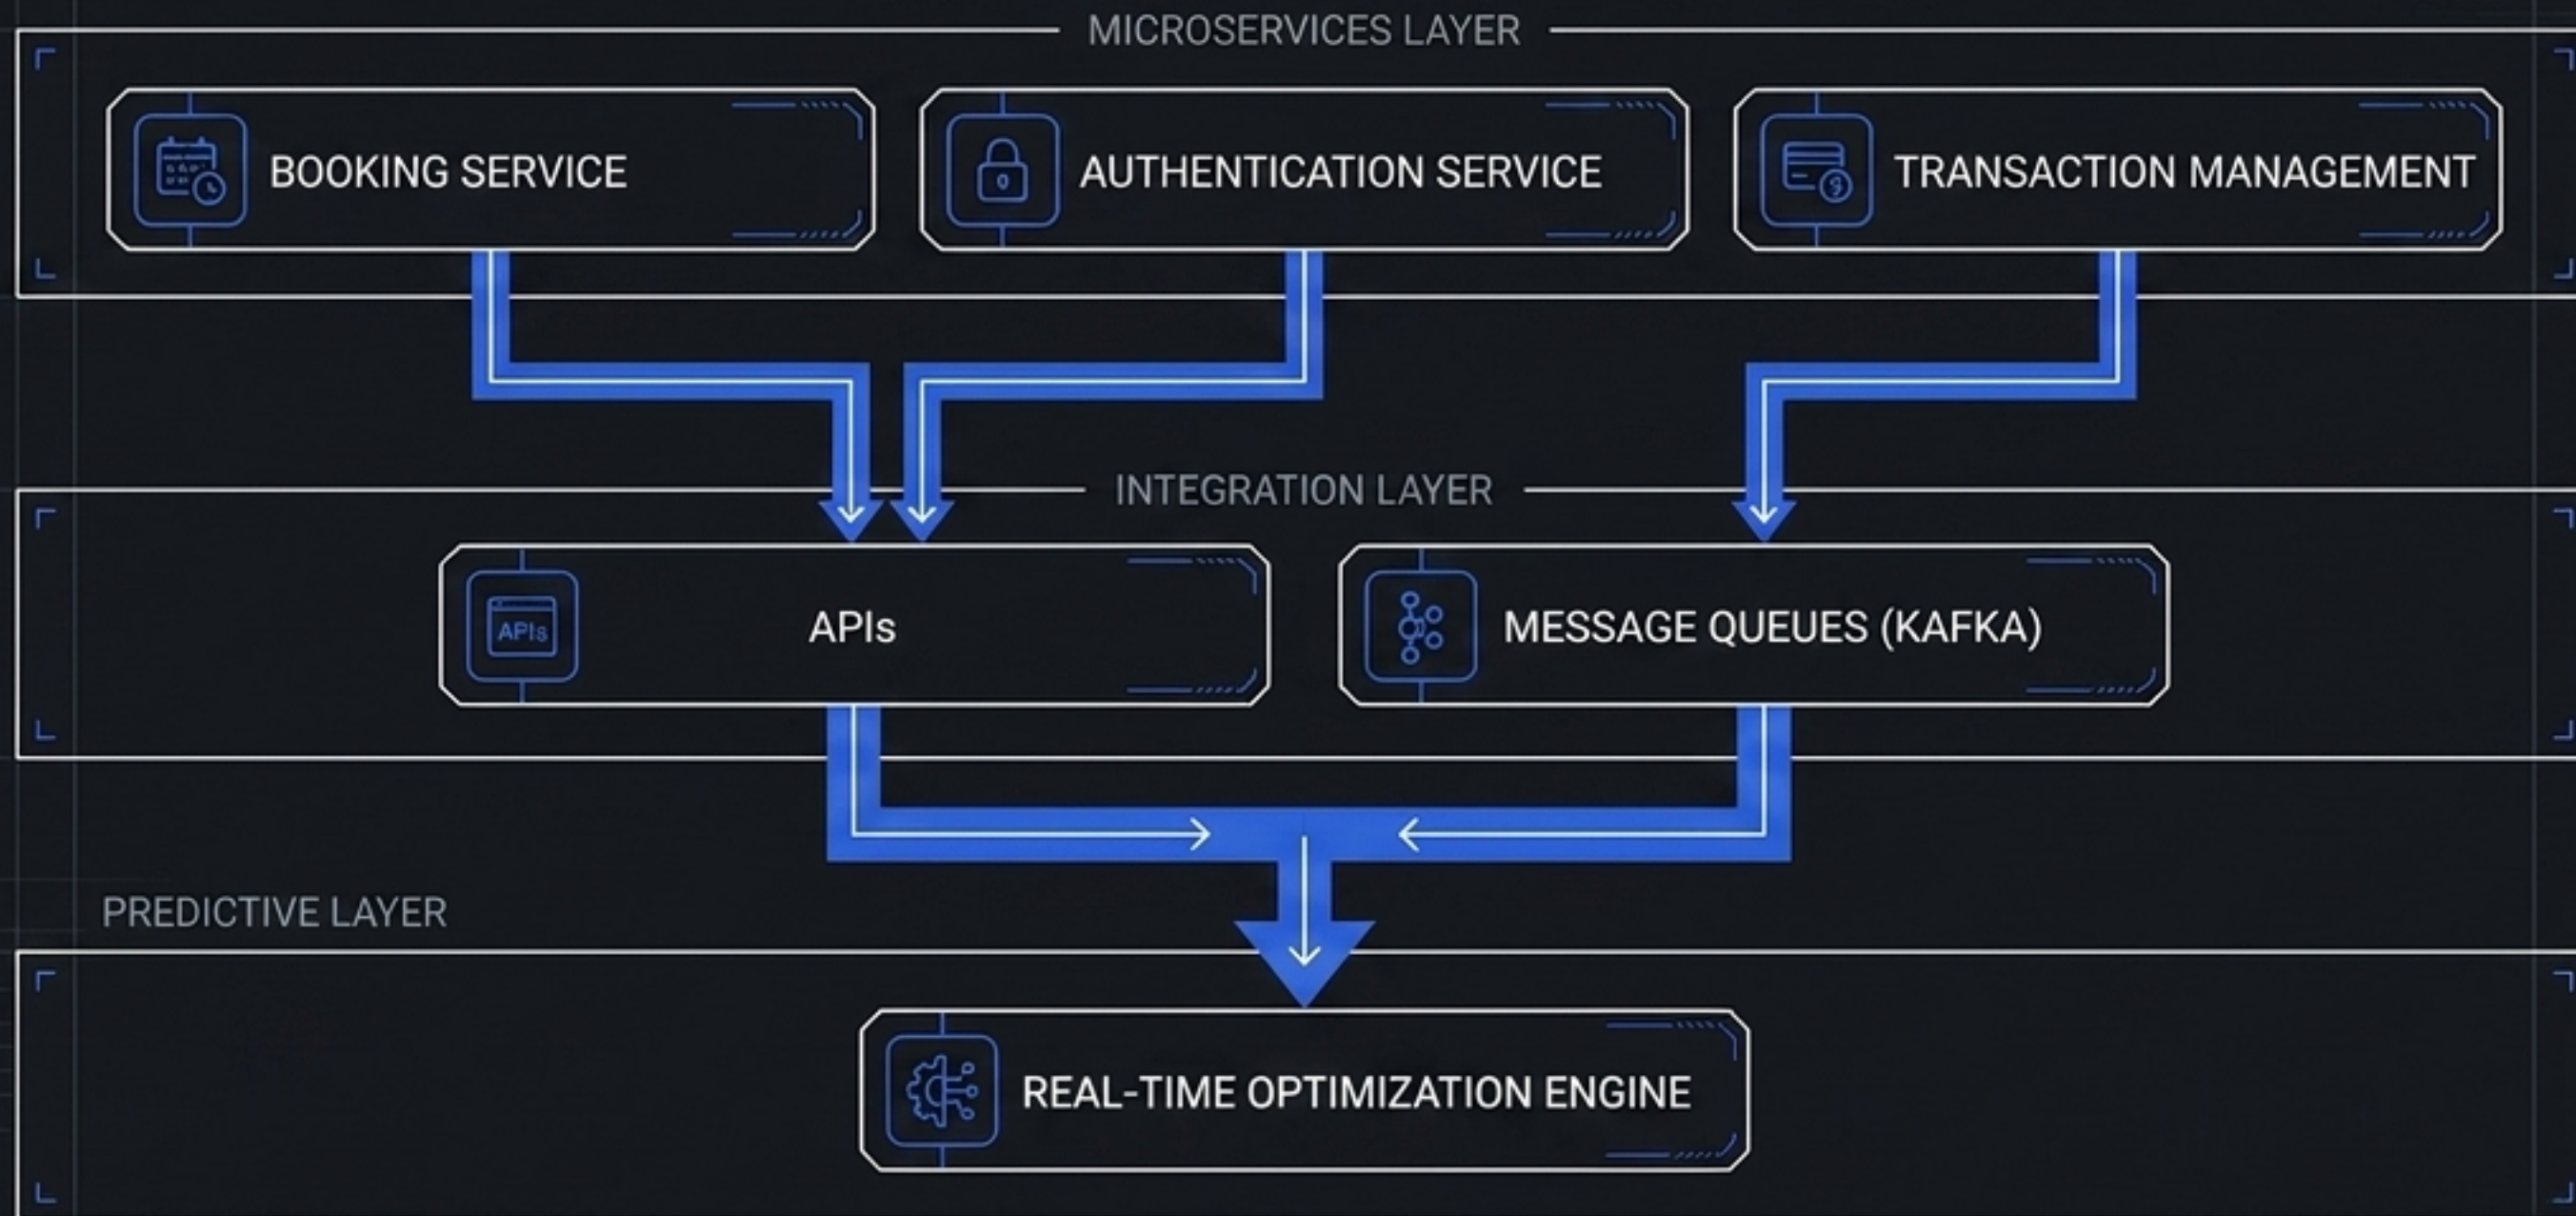 MICROSERVICES LAYER
BOOKING SERVICE
AUTHENTICATION SERVICE
TRANSACTION MANAGEMENT
INTEGRATION LAYER
APIs
APIs
MESSAGE QUEUES (KAFKA)
PREDICTIVE LAYER
REAL-TIME OPTIMIZATION ENGINE